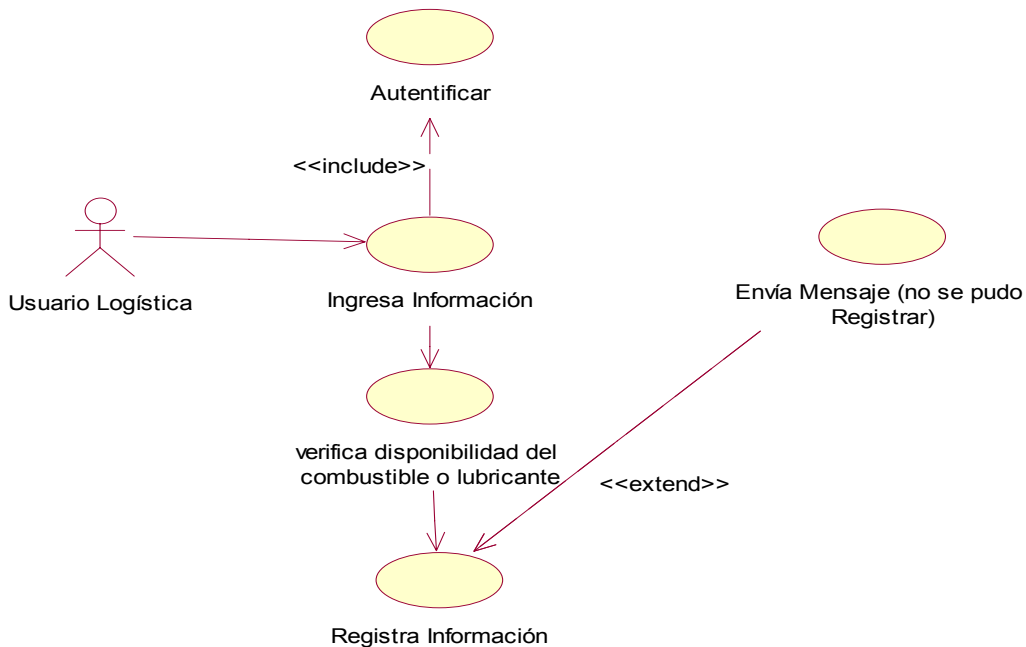 Autentificar
<<include>>
Usuario Logística
Ingresa Información
Envía Mensaje (no se pudo
Registrar)
verifica disponibilidad del
combustible o lubricante
<<extend>>
Registra Información